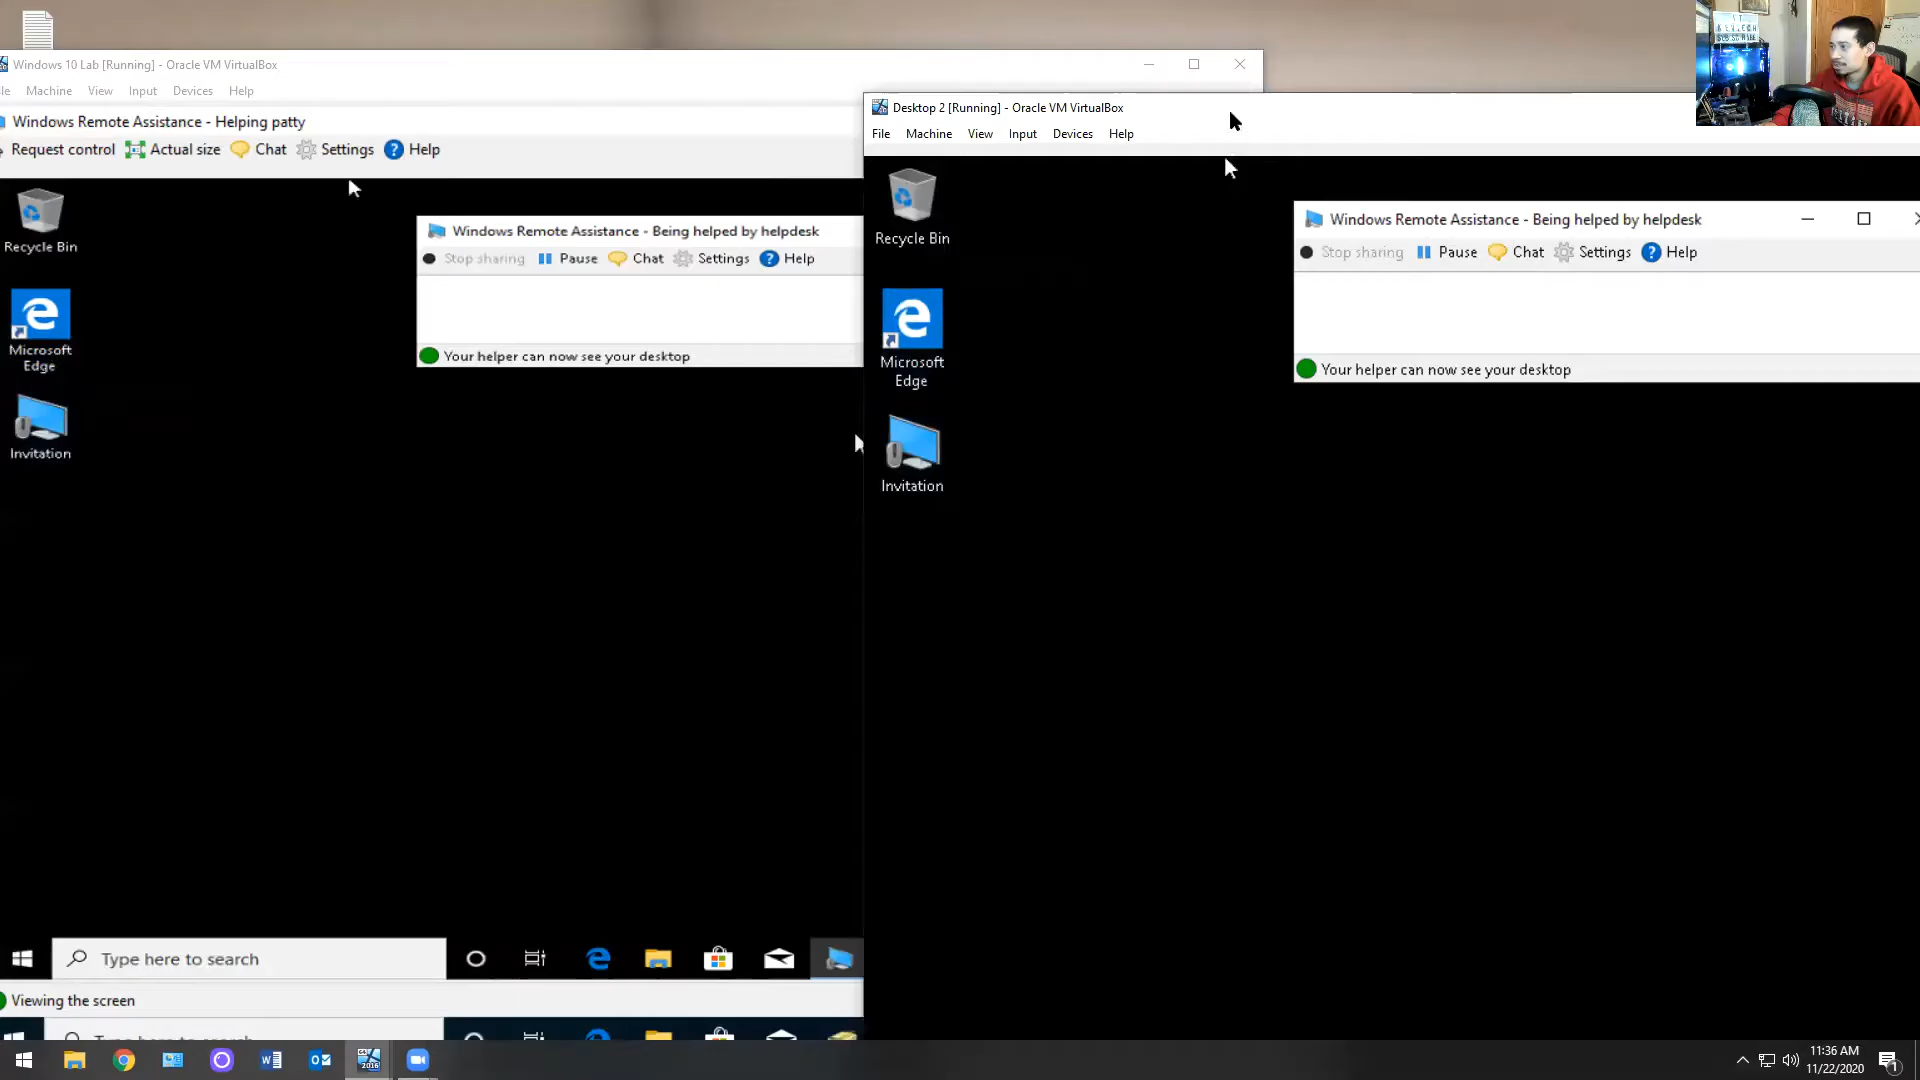 Windows 10 Lab [Running] - Oracle VM VirtualBox
le Machine View Input Devices Help
Windows Remote Assistance - Helping patty
Request control Actual size Chat Settings Help
Recycle Bin
Microsoft
Edge
Invitation
Windows Remote Assistance - Being helped by helpdesk
Stop sharing Pause Chat Settings Help
Your helper can now see your desktop
Type here to search
Viewing the screen
Desktop 2 [Running] - Oracle VM VirtualBox
File Machine View Input Devices Help
Recycle Bin
Microsoft
Edge
Invitation
Windows Remote Assistance - Being helped by helpdesk
Stop sharing Pause Chat Settings Help
Your helper can now see your desktop
2016
11:36 AM
11/22/2020
1